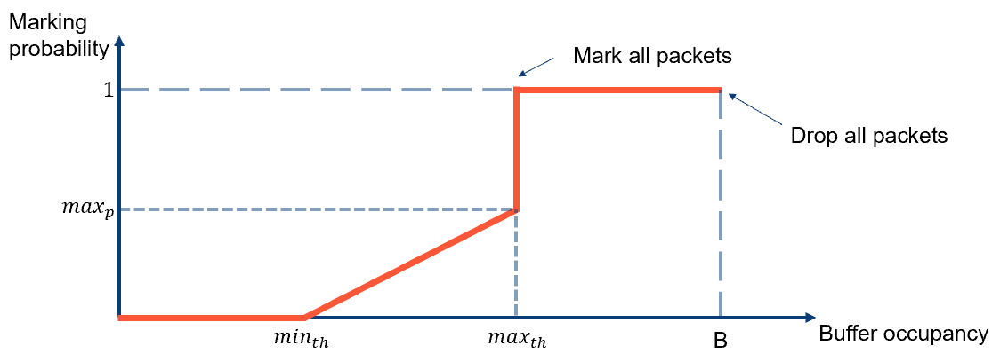 Marking
probability
Mark all packets
1
Drop all packets
max_p
min_th
max_th
B
Buffer occupancy